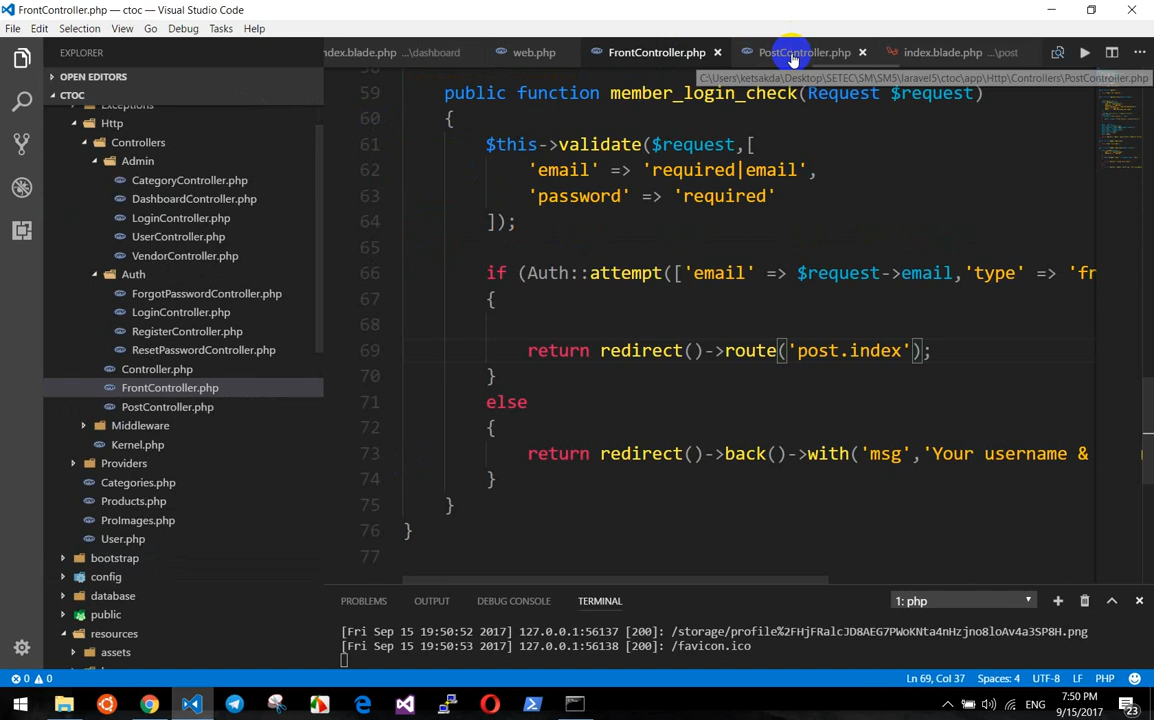 FrontController.php — ctoc — Visual Studio Code
File Edit Selection View Go Debug Tasks Help
EXPLORER
OPEN EDITORS
CTOC
Exceptions
Http
Controllers
Admin
CategoryController.php
DashboardController.php
LoginController.php
UserController.php
VendorController.php
Auth
ForgotPasswordController.php
LoginController.php
RegisterController.php
ResetPasswordController.php
Controller.php
FrontController.php
PostController.php
Middleware
Kernel.php
Providers
Categories.php
Products.php
ProImages.php
User.php
bootstrap
config
database
public
resources
assets
ndex.blade.php ...\dashboard web.php FrontController.php PostController.php index.blade.php ...\post
C:\Users\ketsakda\Desktop\SETEC\SM\SM5\laravel5\ctoc\app\Http\Controllers\PostController.php
59 public function member_login_check(Request $request)
60 {
61 $this->validate($request,[
62 'email' => 'required|email',
63 'password' => 'required'
64 ]);
65
66 if (Auth::attempt(['email' => $request->email,'type' => 'fr
67 {
68
69 return redirect()->route('post.index');
70 }
71 else
72 {
73 return redirect()->back()->with('msg','Your username &
74 }
75 }
76 }
77
PROBLEMS OUTPUT DEBUG CONSOLE TERMINAL 1: php
[Fri Sep 15 19:50:52 2017] 127.0.0.1:56137 [200]: /storage/profile%2FHjFRalcJD8AEG7PWoKNta4nHzjno8loAv4a3SP8H.png
[Fri Sep 15 19:50:53 2017] 127.0.0.1:56138 [200]: /favicon.ico
0 0 Ln 69, Col 37 Spaces: 4 UTF-8 LF PHP
ENG 7:50 PM 9/15/2017 23